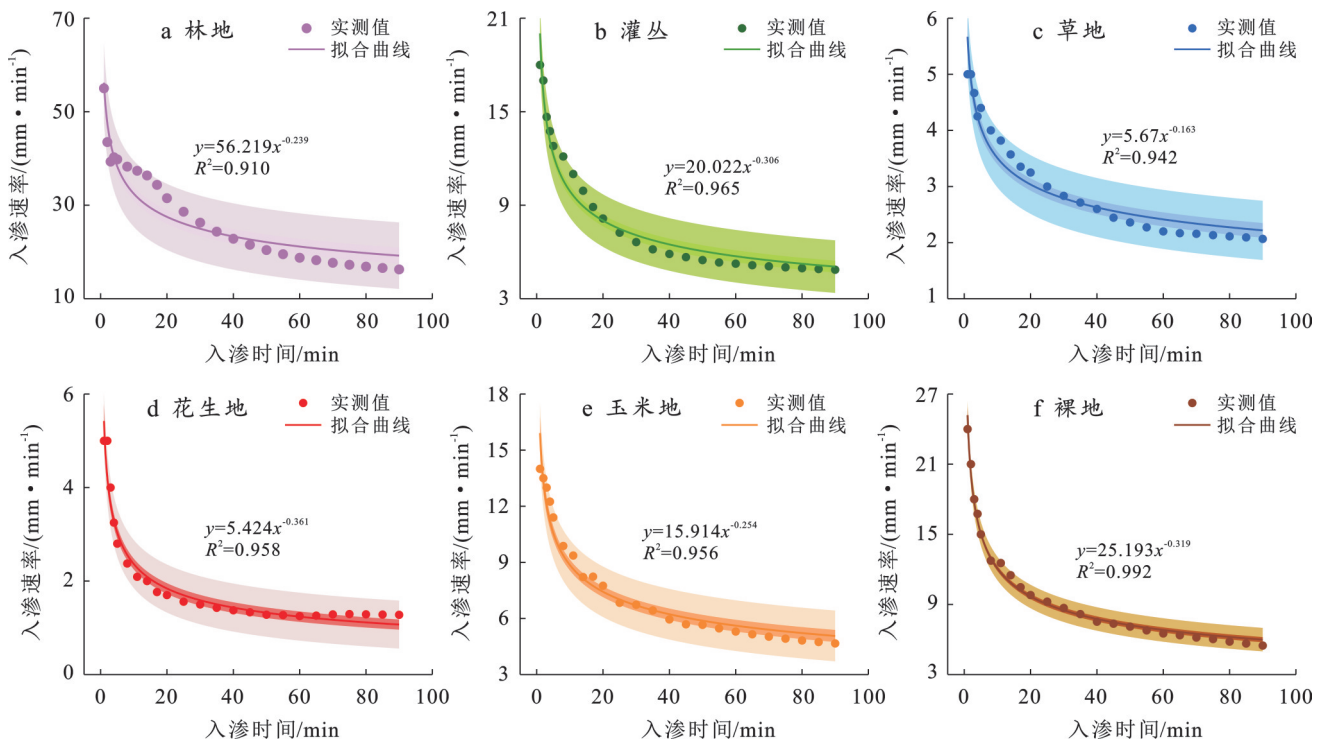 a 林地
实测值
拟合曲线
y=56.219x^-0.239
R²=0.910
入渗速率/(mm·min⁻¹)
70
50
30
10
0 20 40 60 80 100
入渗时间/min
b 灌丛
实测值
拟合曲线
y=20.022x^-0.306
R²=0.965
入渗速率/(mm·min⁻¹)
21
15
9
3
0 20 40 60 80 100
入渗时间/min
c 草地
实测值
拟合曲线
y=5.67x^-0.163
R²=0.942
入渗速率/(mm·min⁻¹)
6
5
4
3
2
1
0 20 40 60 80 100
入渗时间/min
d 花生地
实测值
拟合曲线
y=5.424x^-0.361
R²=0.958
入渗速率/(mm·min⁻¹)
6
4
2
0
0 20 40 60 80 100
入渗时间/min
e 玉米地
实测值
拟合曲线
y=15.914x^-0.254
R²=0.956
入渗速率/(mm·min⁻¹)
18
15
12
9
6
3
0 20 40 60 80 100
入渗时间/min
f 裸地
实测值
拟合曲线
y=25.193x^-0.319
R²=0.992
入渗速率/(mm·min⁻¹)
27
21
15
9
3
0 20 40 60 80 100
入渗时间/min